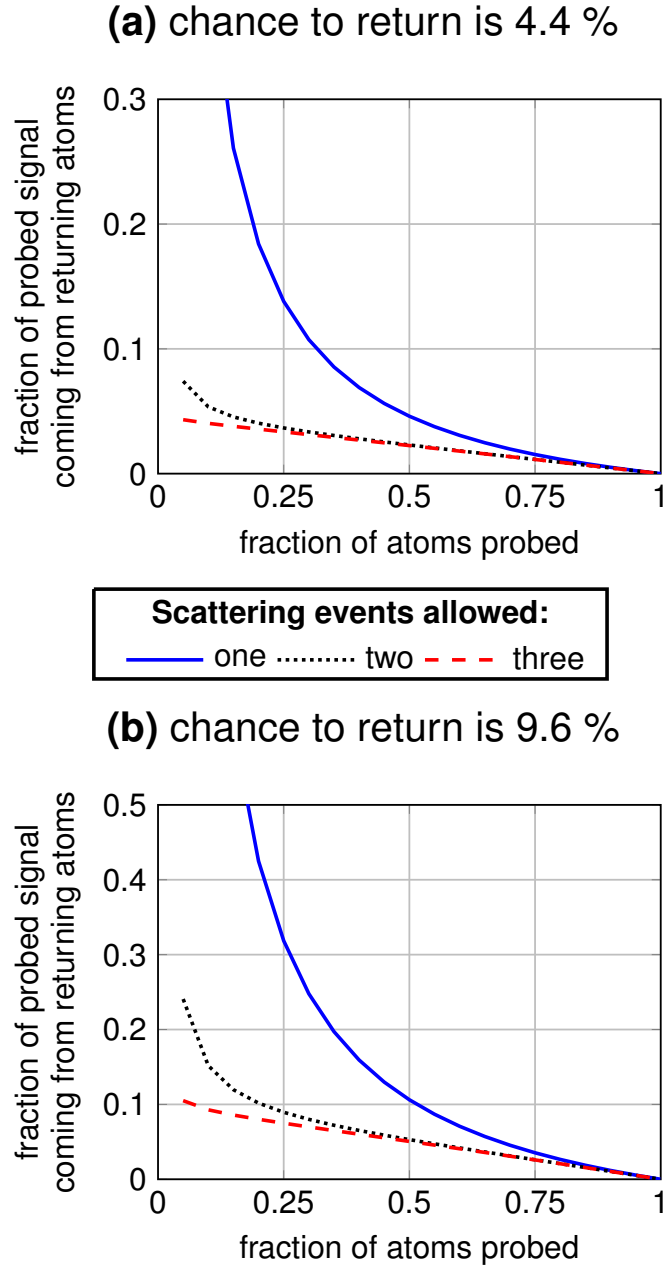 (a) chance to return is 4.4 %
fraction of probed signal
coming from returning atoms
0.3
0.2
0.1
0
0
0.25
0.5
0.75
1
fraction of atoms probed
Scattering events allowed:
one two three
(b) chance to return is 9.6 %
fraction of probed signal
coming from returning atoms
0.5
0.4
0.3
0.2
0.1
0
0
0.25
0.5
0.75
1
fraction of atoms probed